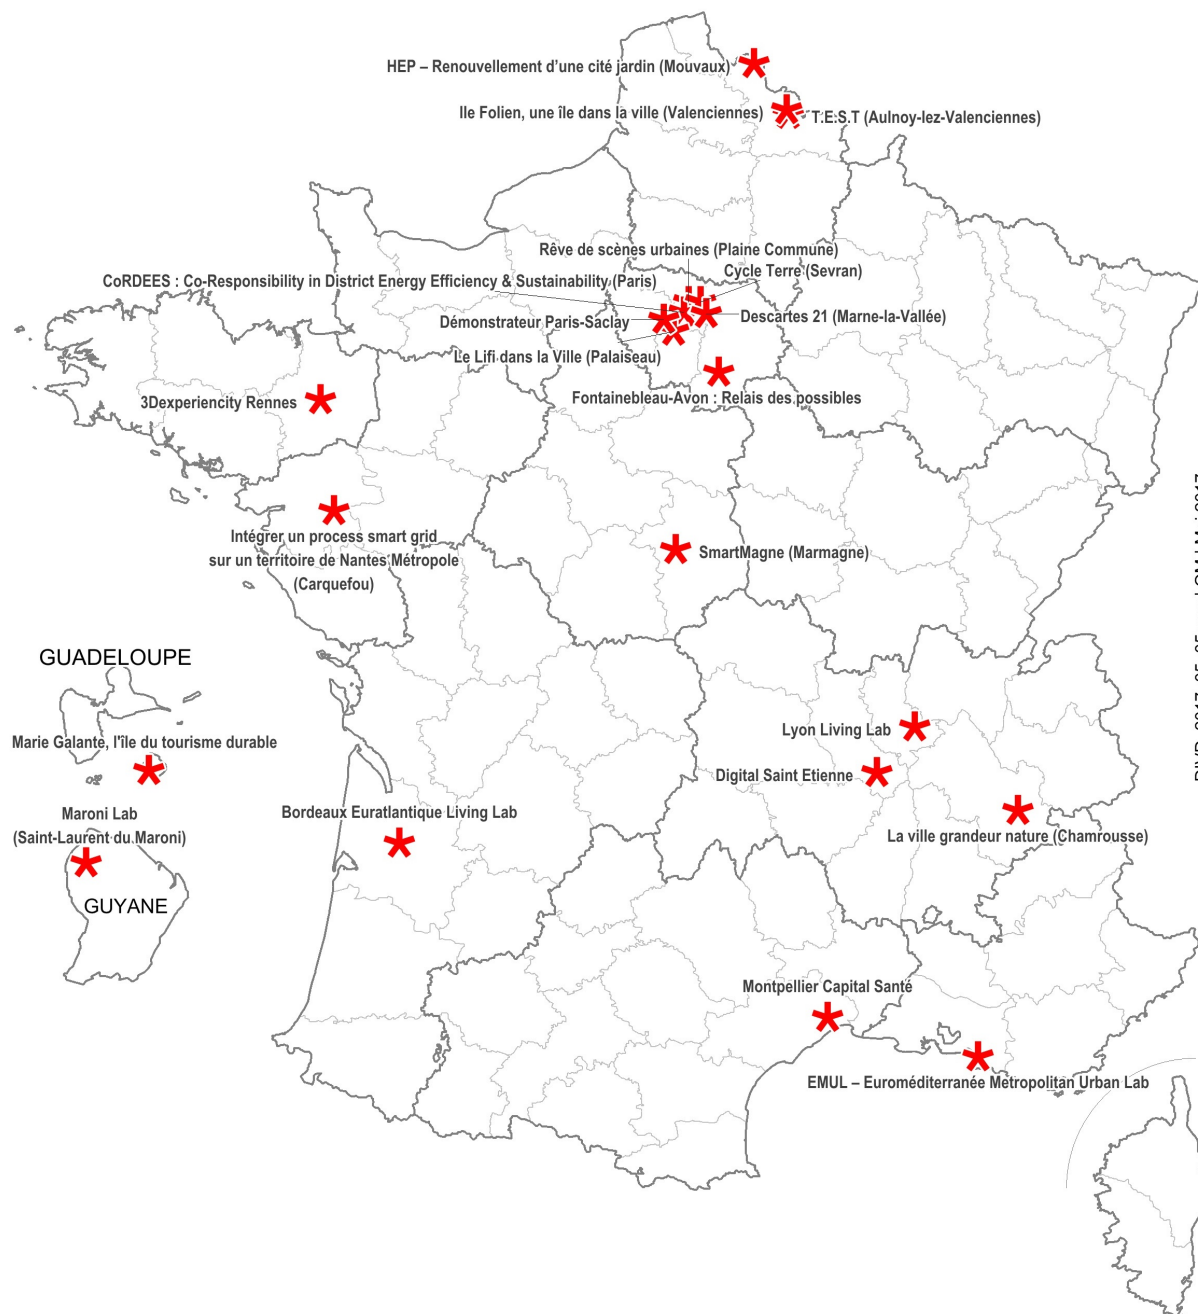 HEP – Renouvellement d'une cité jardin (Mouvaux)
Ile Folien, une île dans la ville (Valenciennes)
T.E.S.T (Aulnoy-lez-Valenciennes)
Rêve de scènes urbaines (Plaine Commune)
Cycle Terre (Sevran)
CoRDEES : Co-Responsibility in District Energy Efficiency & Sustainability (Paris)
Descartes 21 (Marne-la-Vallée)
Démonstrateur Paris-Saclay
Le Lifi dans la Ville (Palaiseau)
Fontainebleau-Avon : Relais des possibles
3Dexperiencity Rennes
Intégrer un process smart grid
sur un territoire de Nantes Métropole
(Carquefou)
SmartMagne (Marmagne)
GUADELOUPE
Marie Galante, l'île du tourisme durable
Maroni Lab
(Saint-Laurent du Maroni)
GUYANE
Lyon Living Lab
Digital Saint Etienne
La ville grandeur nature (Chamrousse)
Bordeaux Euratlantique Living Lab
Montpellier Capital Santé
EMUL – Euroméditerranée Métropolitan Urban Lab